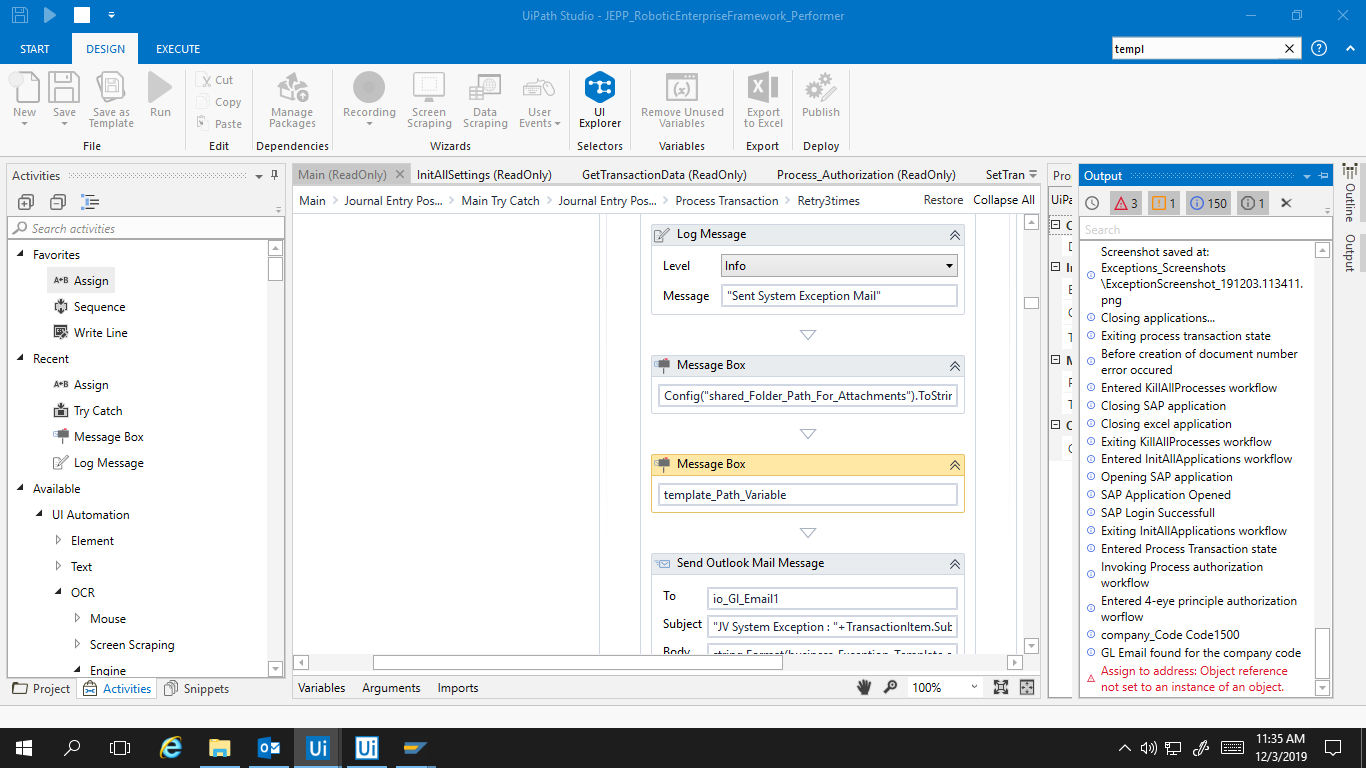 UiPath Studio - JEPP_RoboticEnterpriseFramework_Performer
START
DESIGN
EXECUTE
templ
New
Save
Save as
Template
Run
File
Cut
Copy
Paste
Edit
Manage
Packages
Dependencies
Recording
Screen
Scraping
Data
Scraping
User
Events
Wizards
UI
Explorer
Selectors
Remove Unused
Variables
Variables
Export
to Excel
Export
Publish
Deploy
Activities
Search activities
Favorites
A+B Assign
Sequence
Write Line
Recent
A+B Assign
Try Catch
Message Box
Log Message
Available
UI Automation
Element
Text
OCR
Mouse
Screen Scraping
Engine
Project
Activities
Snippets
Main (ReadOnly)
InitAllSettings (ReadOnly)
GetTransactionData (ReadOnly)
Process_Authorization (ReadOnly)
SetTran
Main
Journal Entry Pos...
Main Try Catch
Journal Entry Pos...
Process Transaction
Retry3times
Restore
Collapse All
Log Message
Level
Info
Message
"Sent System Exception Mail"
Message Box
Config("shared_Folder_Path_For_Attachments").ToStrin
Message Box
template_Path_Variable
Send Outlook Mail Message
To
io_Gl_Email1
Subject
"JV System Exception : "+TransactionItem.Sub
Body
string.Format(business_Exception_Template
Variables
Arguments
Imports
100%
Pro
UiPa
Output
3
1
150
1
Search
Screenshot saved at:
Exceptions_Screenshots
\ExceptionScreenshot_191203.113411.
png
Closing applications...
Exiting process transaction state
Before creation of document number
error occured
Entered KillAllProcesses workflow
Closing SAP application
Closing excel application
Exiting KillAllProcesses workflow
Entered InitAllApplications workflow
Opening SAP application
SAP Application Opened
SAP Login Successfull
Exiting InitAllApplications workflow
Entered Process Transaction state
Invoking Process authorization
workflow
Entered 4-eye principle authorization
worflow
company_Code Code1500
GL Email found for the company code
Assign to address: Object reference
not set to an instance of an object.
Outline
Output
Ui
Ui
11:35 AM
12/3/2019